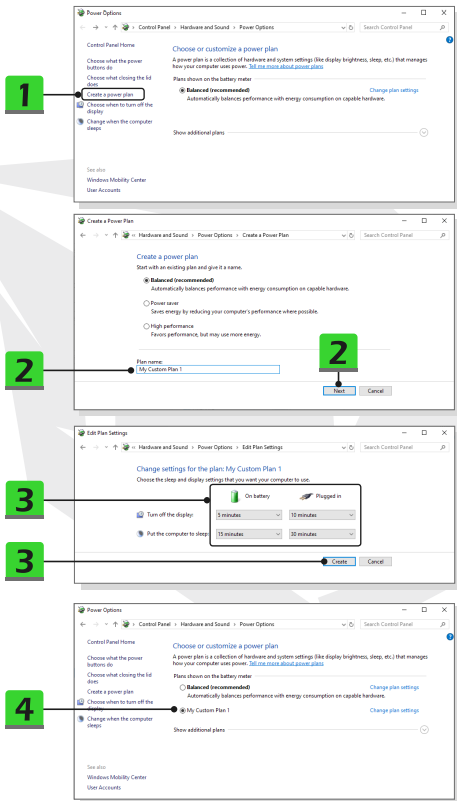 Power Options
Control Panel > Hardware and Sound > Power Options
Search Control Panel
Control Panel Home
Choose what the power
buttons do
Choose what closing the lid
does
Create a power plan
Choose when to turn off the
display
Change when the computer
sleeps
See also
Windows Mobility Center
User Accounts
Choose or customize a power plan
A power plan is a collection of hardware and system settings (like display brightness, sleep, etc.) that manages
how your computer uses power. Tell me more about power plans
Plans shown on the battery meter
Balanced (recommended)
Change plan settings
Automatically balances performance with energy consumption on capable hardware.
Show additional plans
1
Create a Power Plan
« Hardware and Sound > Power Options > Create a Power Plan
Search Control Panel
Create a power plan
Start with an existing plan and give it a name.
Balanced (recommended)
Automatically balances performance with energy consumption on capable hardware.
Power saver
Saves energy by reducing your computer's performance where possible.
High performance
Favors performance, but may use more energy.
Plan name:
My Custom Plan 1
2
2
Next
Cancel
Edit Plan Settings
« Hardware and Sound > Power Options > Edit Plan Settings
Search Control Panel
Change settings for the plan: My Custom Plan 1
Choose the sleep and display settings that you want your computer to use.
On battery
Plugged in
Turn off the display:
5 minutes
10 minutes
Put the computer to sleep:
15 minutes
30 minutes
3
3
Create
Cancel
Power Options
Control Panel > Hardware and Sound > Power Options
Search Control Panel
Control Panel Home
Choose what the power
buttons do
Choose what closing the lid
does
Create a power plan
Choose when to turn off the
display
Change when the computer
sleeps
See also
Windows Mobility Center
User Accounts
Choose or customize a power plan
A power plan is a collection of hardware and system settings (like display brightness, sleep, etc.) that manages
how your computer uses power. Tell me more about power plans
Plans shown on the battery meter
Balanced (recommended)
Change plan settings
Automatically balances performance with energy consumption on capable hardware.
My Custom Plan 1
Change plan settings
Show additional plans
4